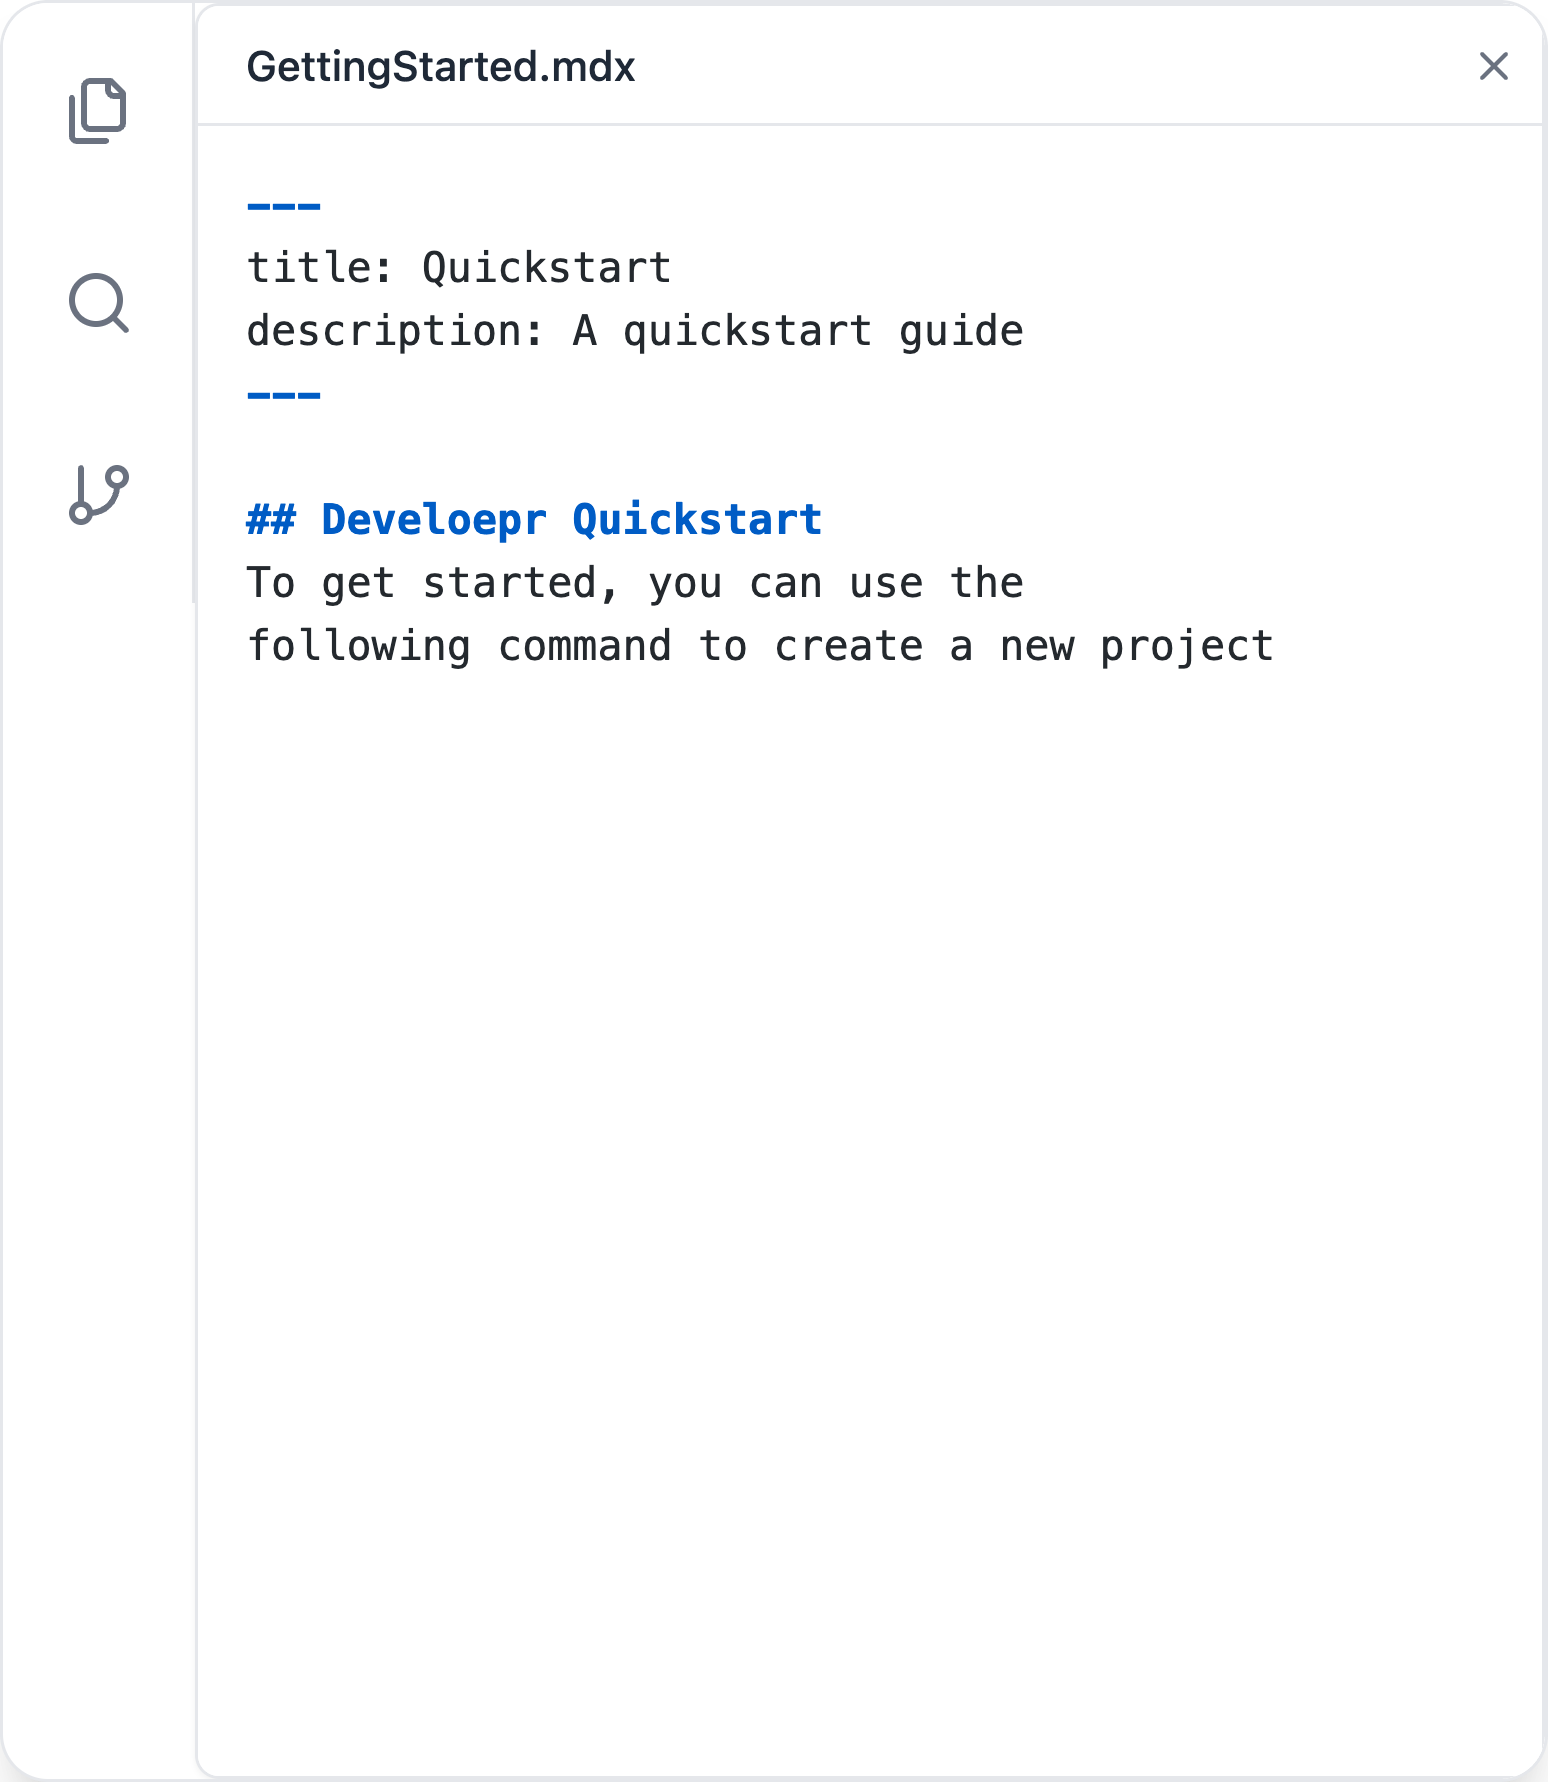 GettingStarted.mdx
---
title: Quickstart
description: A quickstart guide
---
## Develoepr Quickstart
To get started, you can use the
following command to create a new project